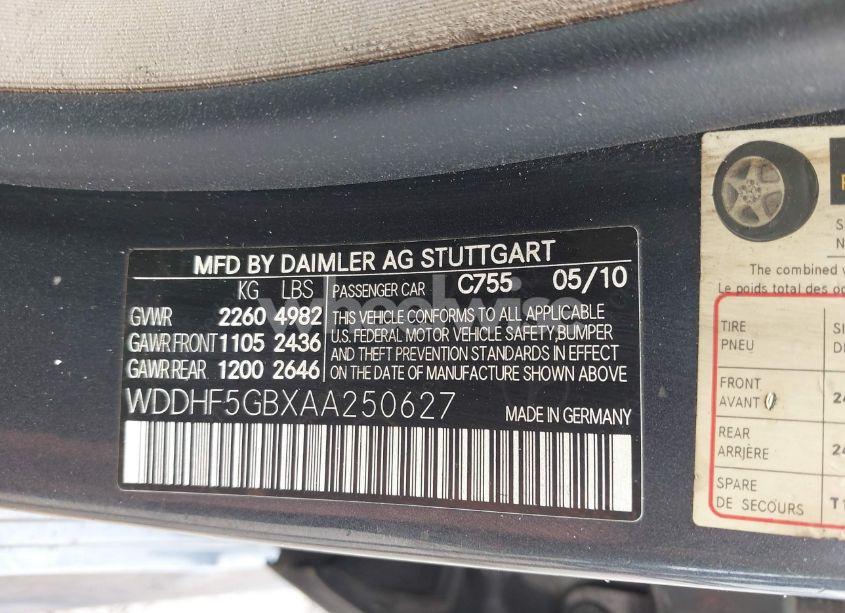 MFD BY DAIMLER AG STUTTGART
KG LBS
GVWR 2260 4982
GAWR FRONT 1105 2436
GAWR REAR 1200 2646
PASSENGER CAR C755 05/10
THIS VEHICLE CONFORMS TO ALL APPLICABLE
U.S. FEDERAL MOTOR VEHICLE SAFETY,BUMPER
AND THEFT PREVENTION STANDARDS IN EFFECT
ON THE DATE OF MANUFACTURE SHOWN ABOVE
WDDHF5GBXAA250627
MADE IN GERMANY
wheelwise
The combined
Le poids total des
TIRE
PNEU
FRONT
AVANT
REAR
ARRIÈRE
SPARE
DE SECOURS